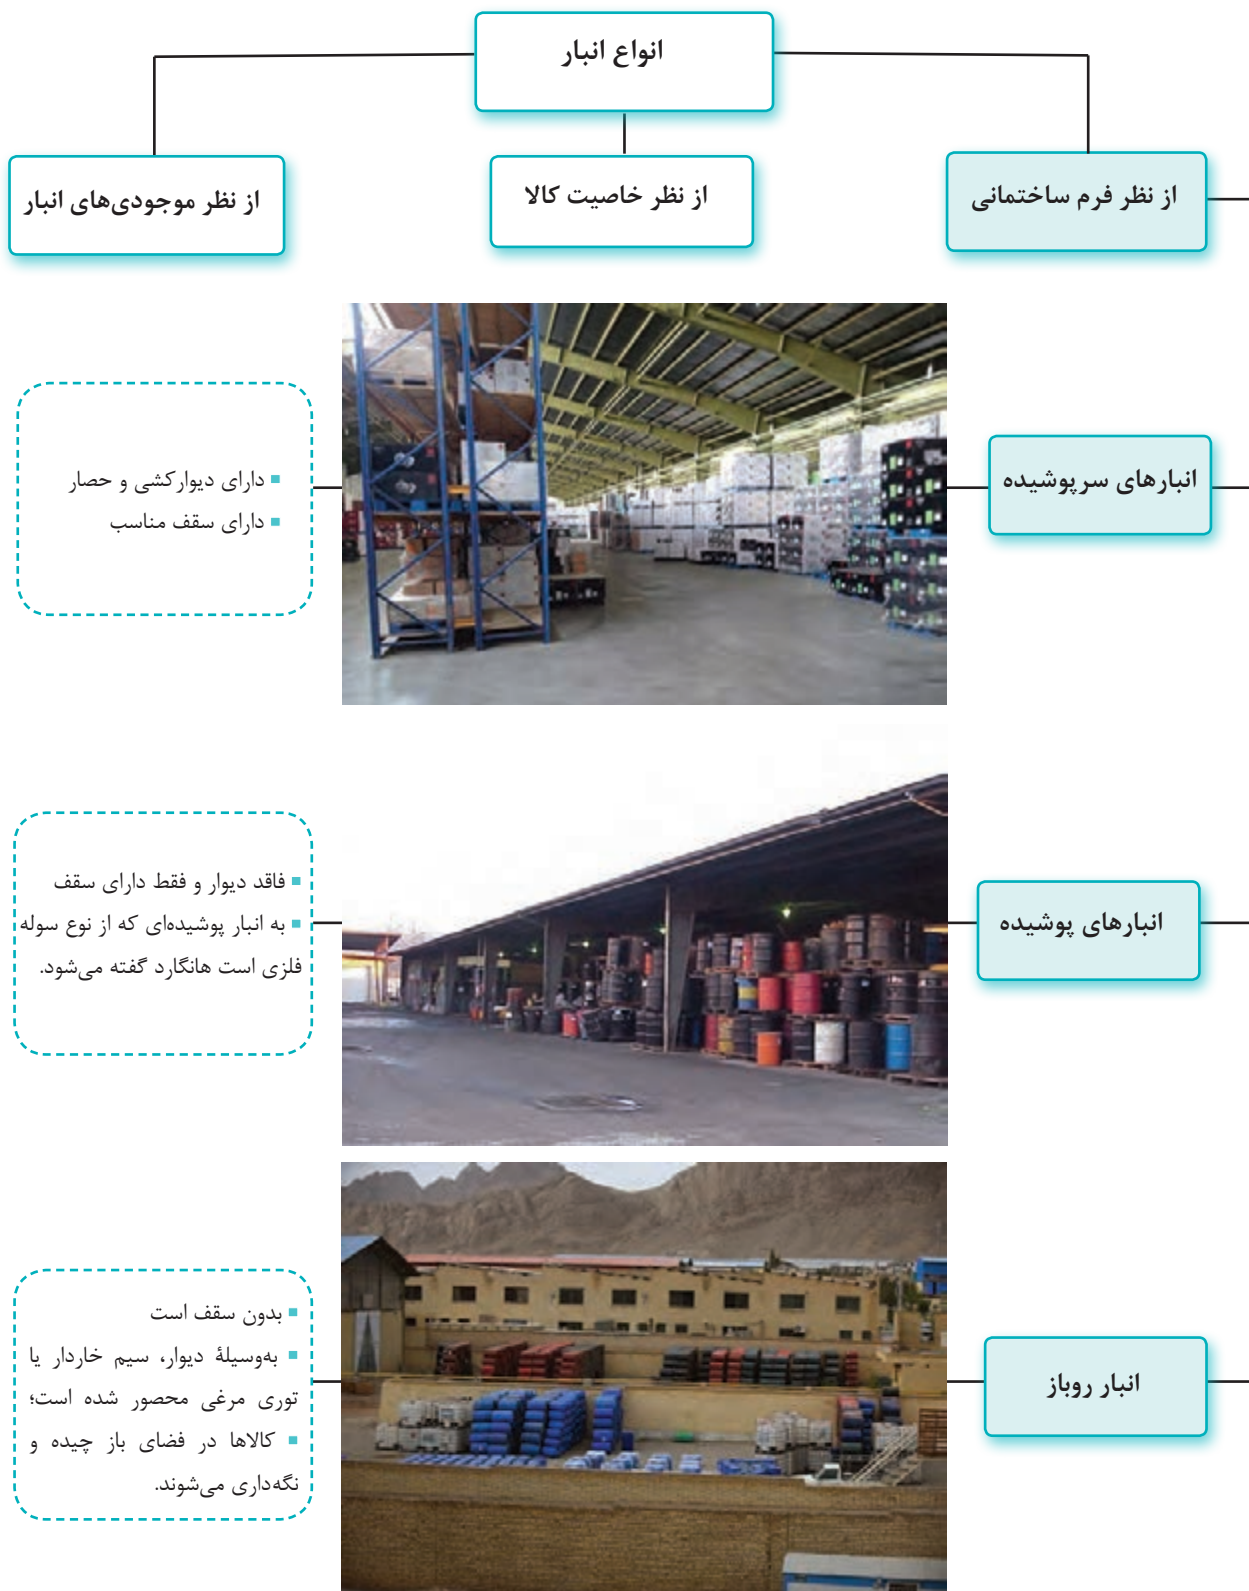 انواع انبار
از نظر فرم ساختمانی
از نظر خاصیت کالا
از نظر موجودی‌های انبار
انبارهای سرپوشیده
■ دارای دیوارکشی و حصار
■ دارای سقف مناسب
انبارهای پوشیده
■ فاقد دیوار و فقط دارای سقف
■ به انبار پوشیده‌ای که از نوع سوله
فلزی است هانگارد گفته می‌شود.
انبار روباز
■ بدون سقف است
■ به‌وسیلهٔ دیوار، سیم خاردار یا
توری مرغی محصور شده است؛
■ کالاها در فضای باز چیده و
نگه‌داری می‌شوند.